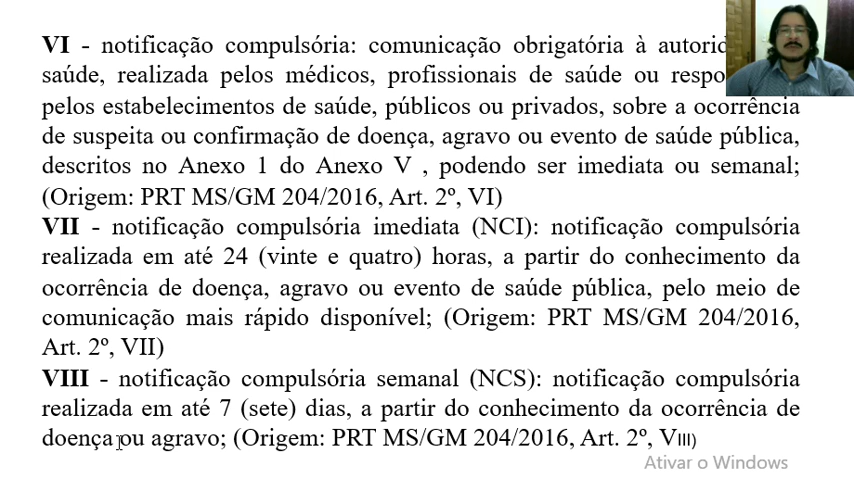 VI - notificação compulsória: comunicação obrigatória à
saúde, realizada pelos médicos, profissionais de saúde ou
pelos estabelecimentos de saúde, públicos ou privados, sobre a ocorrência
de suspeita ou confirmação de doença, agravo ou evento de saúde pública,
descritos no Anexo 1 do Anexo V , podendo ser imediata ou semanal;
(Origem: PRT MS/GM 204/2016, Art. 2º, VI)
VII - notificação compulsória imediata (NCI): notificação compulsória
realizada em até 24 (vinte e quatro) horas, a partir do conhecimento da
ocorrência de doença, agravo ou evento de saúde pública, pelo meio de
comunicação mais rápido disponível; (Origem: PRT MS/GM 204/2016,
Art. 2º, VII)
VIII - notificação compulsória semanal (NCS): notificação compulsória
realizada em até 7 (sete) dias, a partir do conhecimento da ocorrência de
doença ou agravo; (Origem: PRT MS/GM 204/2016, Art. 2º, VIII)
Ativar o Windows